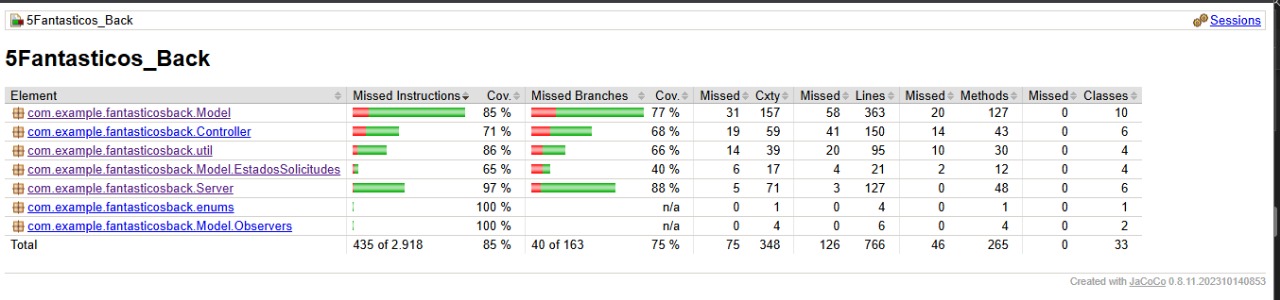 5Fantasticos_Back Sessions
5Fantasticos_Back
Element Missed Instructions Cov. Missed Branches Cov. Missed Cxty Missed Lines Missed Methods Missed Classes
com.example.fantasticosback.Model 85 % 77 % 31 157 58 363 20 127 0 10
com.example.fantasticosback.Controller 71 % 68 % 19 59 41 150 14 43 0 6
com.example.fantasticosback.util 86 % 66 % 14 39 20 95 10 30 0 4
com.example.fantasticosback.Model.EstadosSolicitudes 65 % 40 % 6 17 4 21 2 12 0 4
com.example.fantasticosback.Server 97 % 88 % 5 71 3 127 0 48 0 6
com.example.fantasticosback.enums 100 % n/a 0 1 0 4 0 1 0 1
com.example.fantasticosback.Model.Observers 100 % n/a 0 4 0 6 0 4 0 2
Total 435 of 2.918 85 % 40 of 163 75 % 75 348 126 766 46 265 0 33
Created with JaCoCo 0.8.11.202310140853